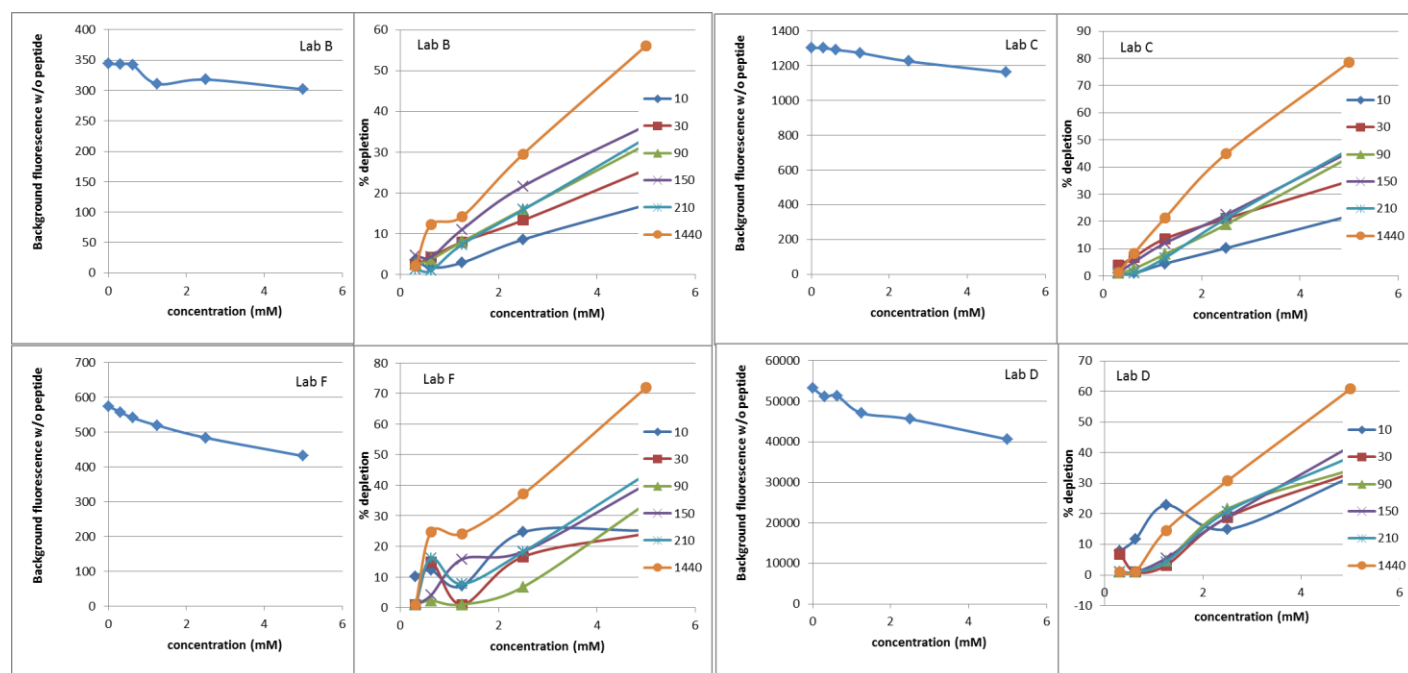 Lab B
Background fluorescence w/o peptide
400
350
300
250
200
150
100
50
0
0 2 4 6
concentration (mM)
Lab B
% depletion
60
50
40
30
20
10
0
0 2 4 6
concentration (mM)
10
30
90
150
210
1440
Lab C
Background fluorescence w/o peptide
1400
1200
1000
800
600
400
200
0
0 2 4 6
concentration (mM)
Lab C
% depletion
90
80
70
60
50
40
30
20
10
0
0 2 4 6
concentration (mM)
10
30
90
150
210
1440
Lab F
Background fluorescence w/o peptide
700
600
500
400
300
200
100
0
0 2 4 6
concentration (mM)
Lab F
% depletion
80
70
60
50
40
30
20
10
0
0 2 4 6
concentration (mM)
10
30
90
150
210
1440
Lab D
Background fluorescence w/o peptide
60000
50000
40000
30000
20000
10000
0
0 2 4 6
concentration (mM)
Lab D
% depletion
70
60
50
40
30
20
10
0
-10
0 2 4 6
concentration (mM)
10
30
90
150
210
1440